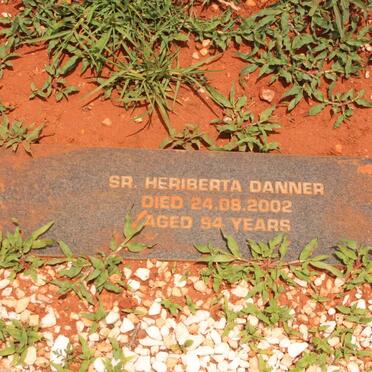 SR. HERIBERTA DANNER
DIED 24.08.2002
AGED 94 YEARS